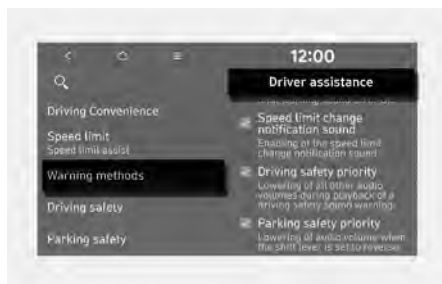 12:00
Driver assistance
Driving Convenience
Speed limit
Speed limit assist
Warning methods
Driving safety
Parking safety
Speed limit change
notification sound
Enabling of the speed limit
change notification sound
Driving safety priority
Lowering of all other audio
volumes during playback of a
driving safety sound warning.
Parking safety priority
Lowering of audio volume when
the shift lever is set to reverse